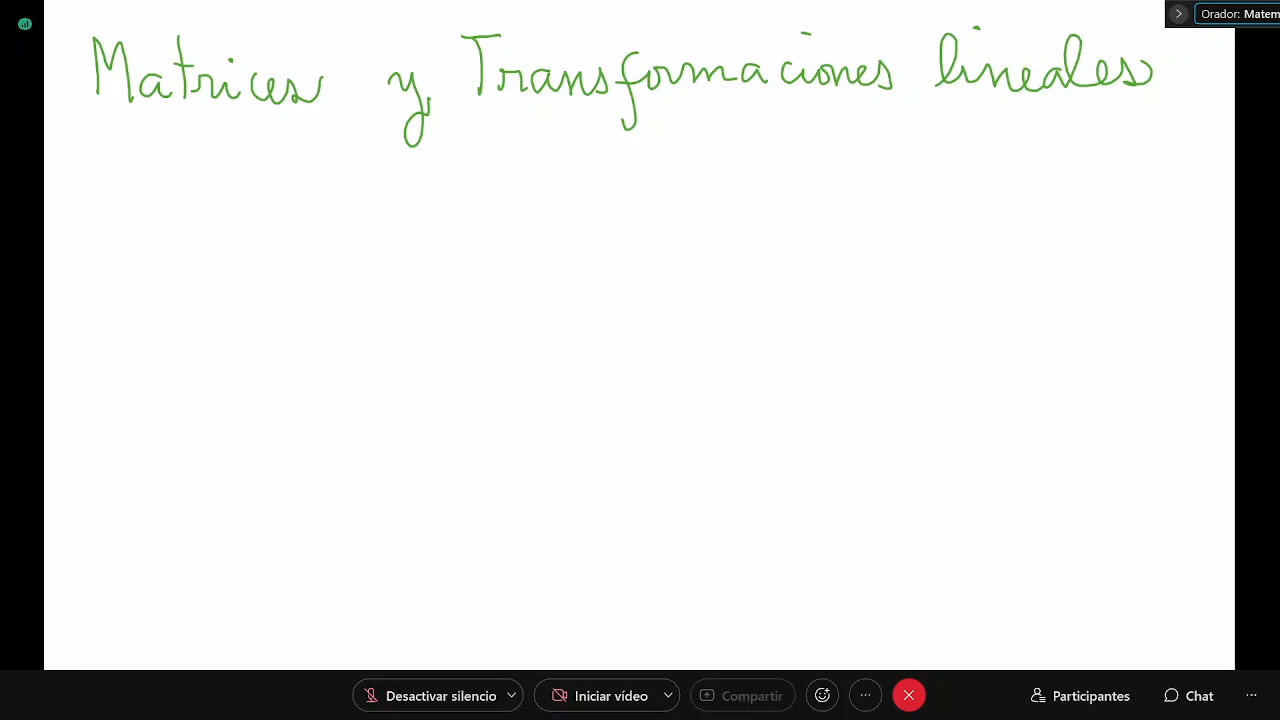 Orador: Matem
Matrices y Transformaciones lineales
Desactivar silencio Iniciar vídeo Compartir Participantes Chat